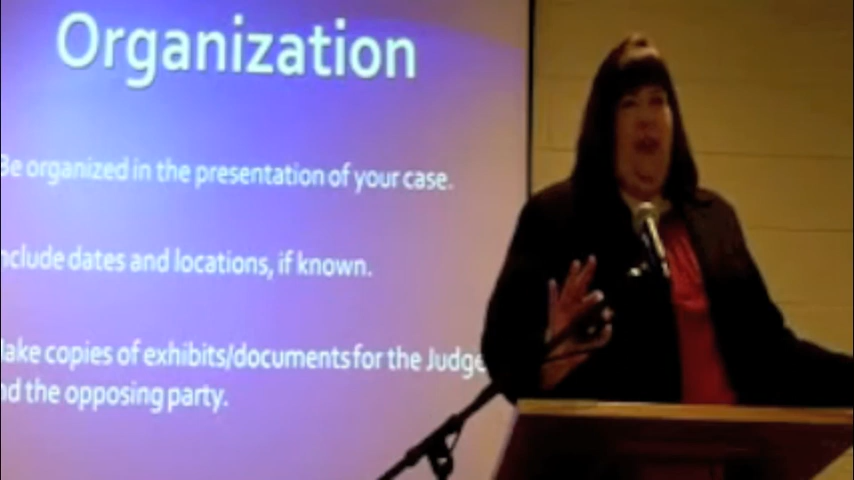 Organization
Be organized in the presentation of your case.
nclude dates and locations, if known.
ake copies of exhibits/documents for the Judge
nd the opposing party.